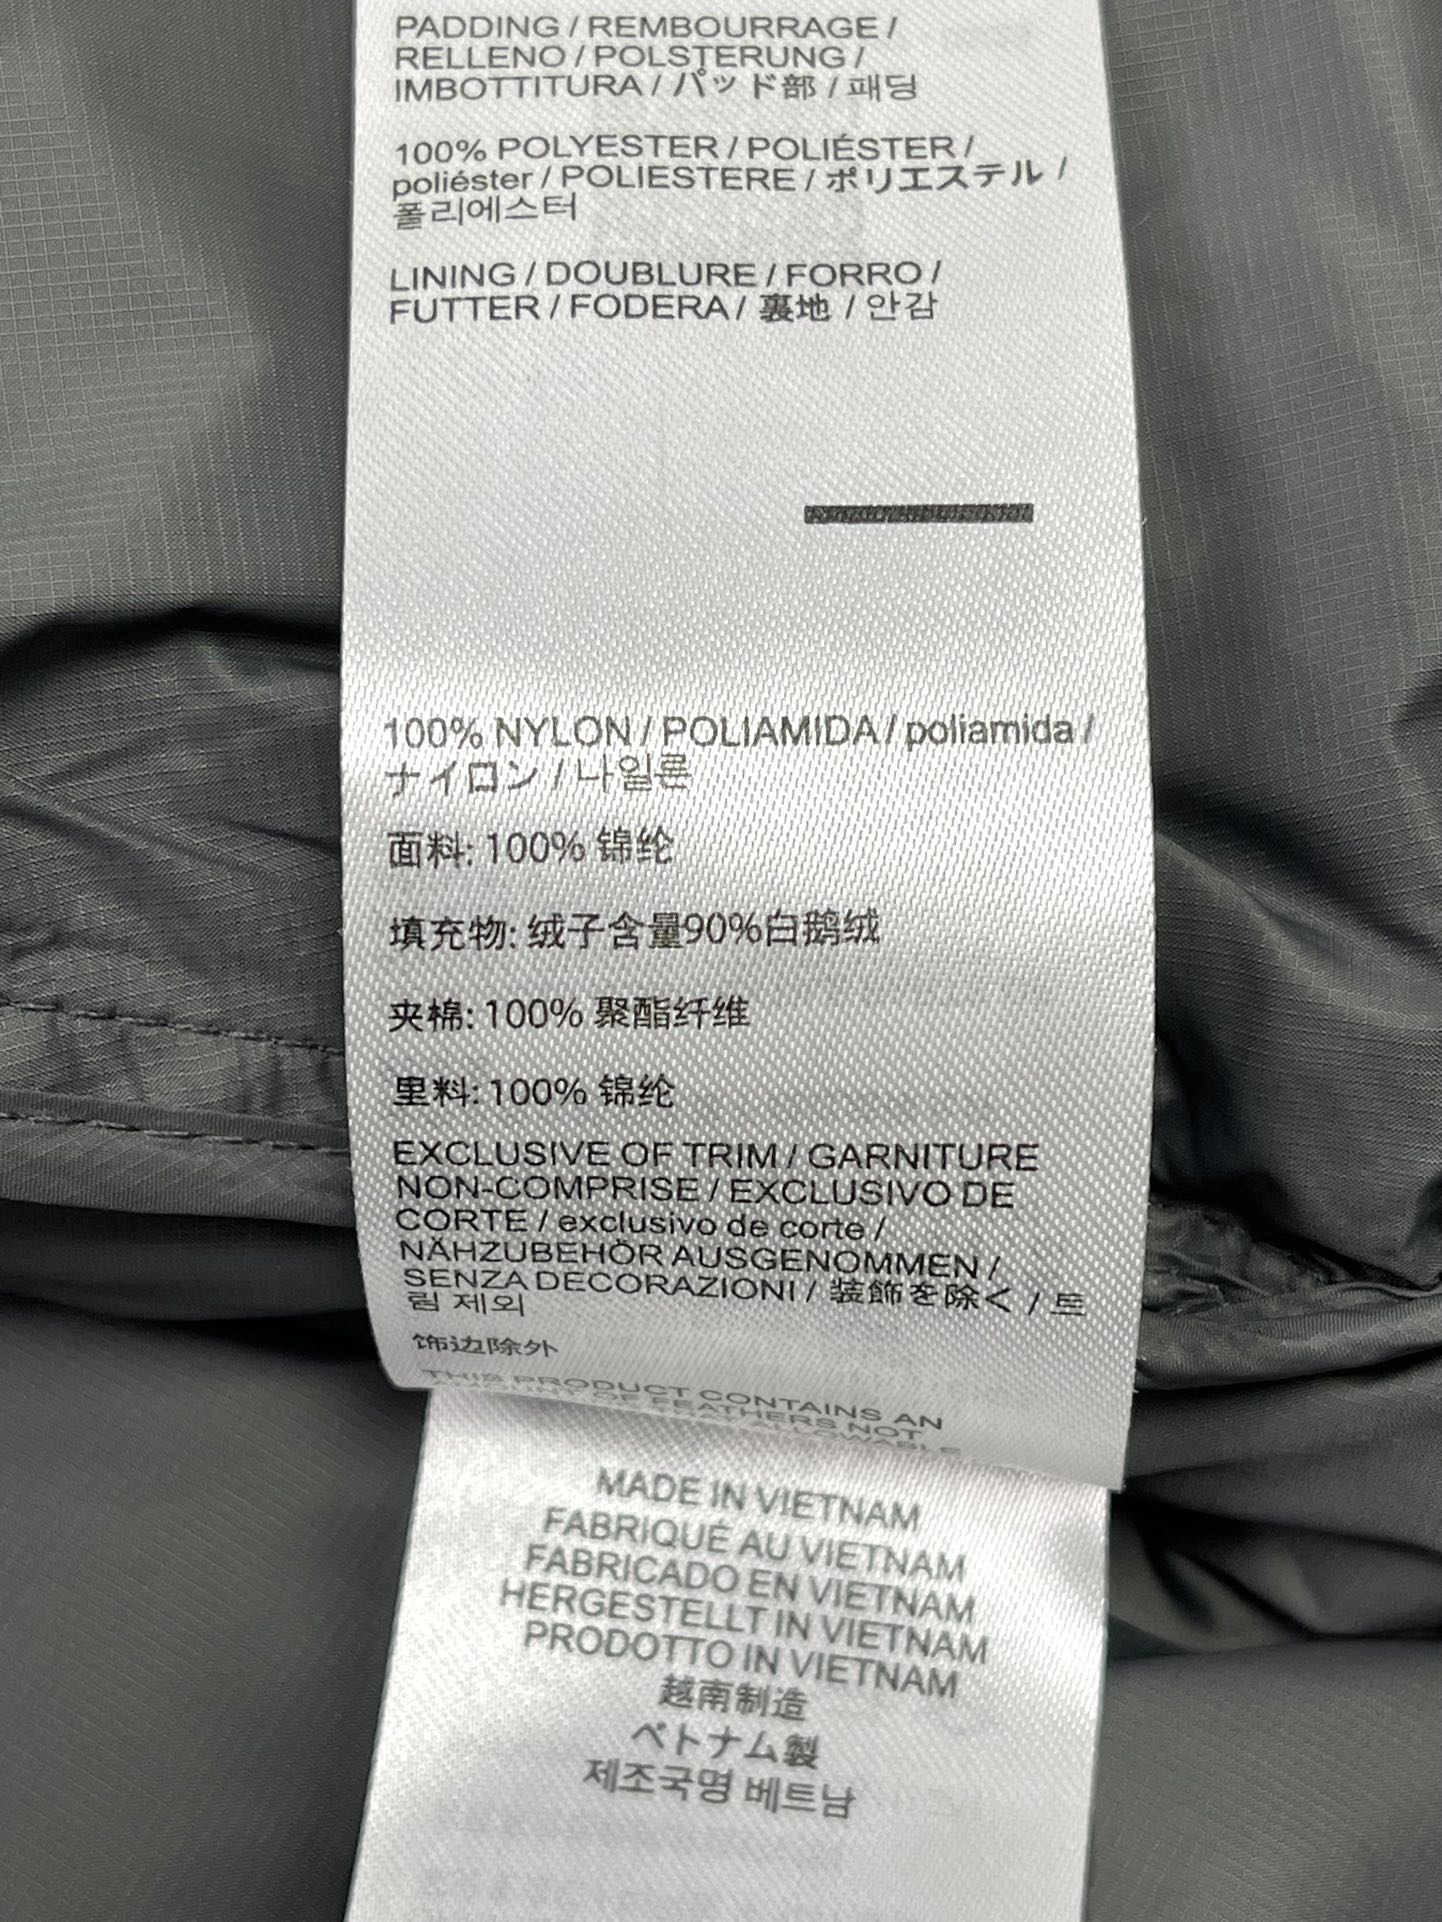 PADDING / REMBOURRAGE /
RELLENO / POLSTERUNG /
IMBOTTITURA / パッド部 / 패딩
100% POLYESTER / POLIÉSTER /
poliéster / POLIESTERE / ポリエステル /
폴리에스터
LINING / DOUBLURE / FORRO /
FUTTER / FODERA / 裏地 / 안감
100% NYLON / POLIAMIDA / poliamida /
ナイロン / 나일론
面料: 100% 锦纶
填充物: 绒子含量90%白鹅绒
夹棉: 100% 聚酯纤维
里料: 100% 锦纶
EXCLUSIVE OF TRIM / GARNITURE
NON-COMPRISE / EXCLUSIVO DE
CORTE / exclusivo de corte /
NÄHZUBEHÖR AUSGENOMMEN /
SENZA DECORAZIONI / 装飾を除く / 트
림 제외
饰边除外
THIS PRODUCT CONTAINS AN
AMOUNT OF FEATHERS NOT
THAT ALLOWABLE
MADE IN VIETNAM
FABRIQUÉ AU VIETNAM
FABRICADO EN VIETNAM
HERGESTELLT IN VIETNAM
PRODOTTO IN VIETNAM
越南制造
ベトナム製
제조국명 베트남